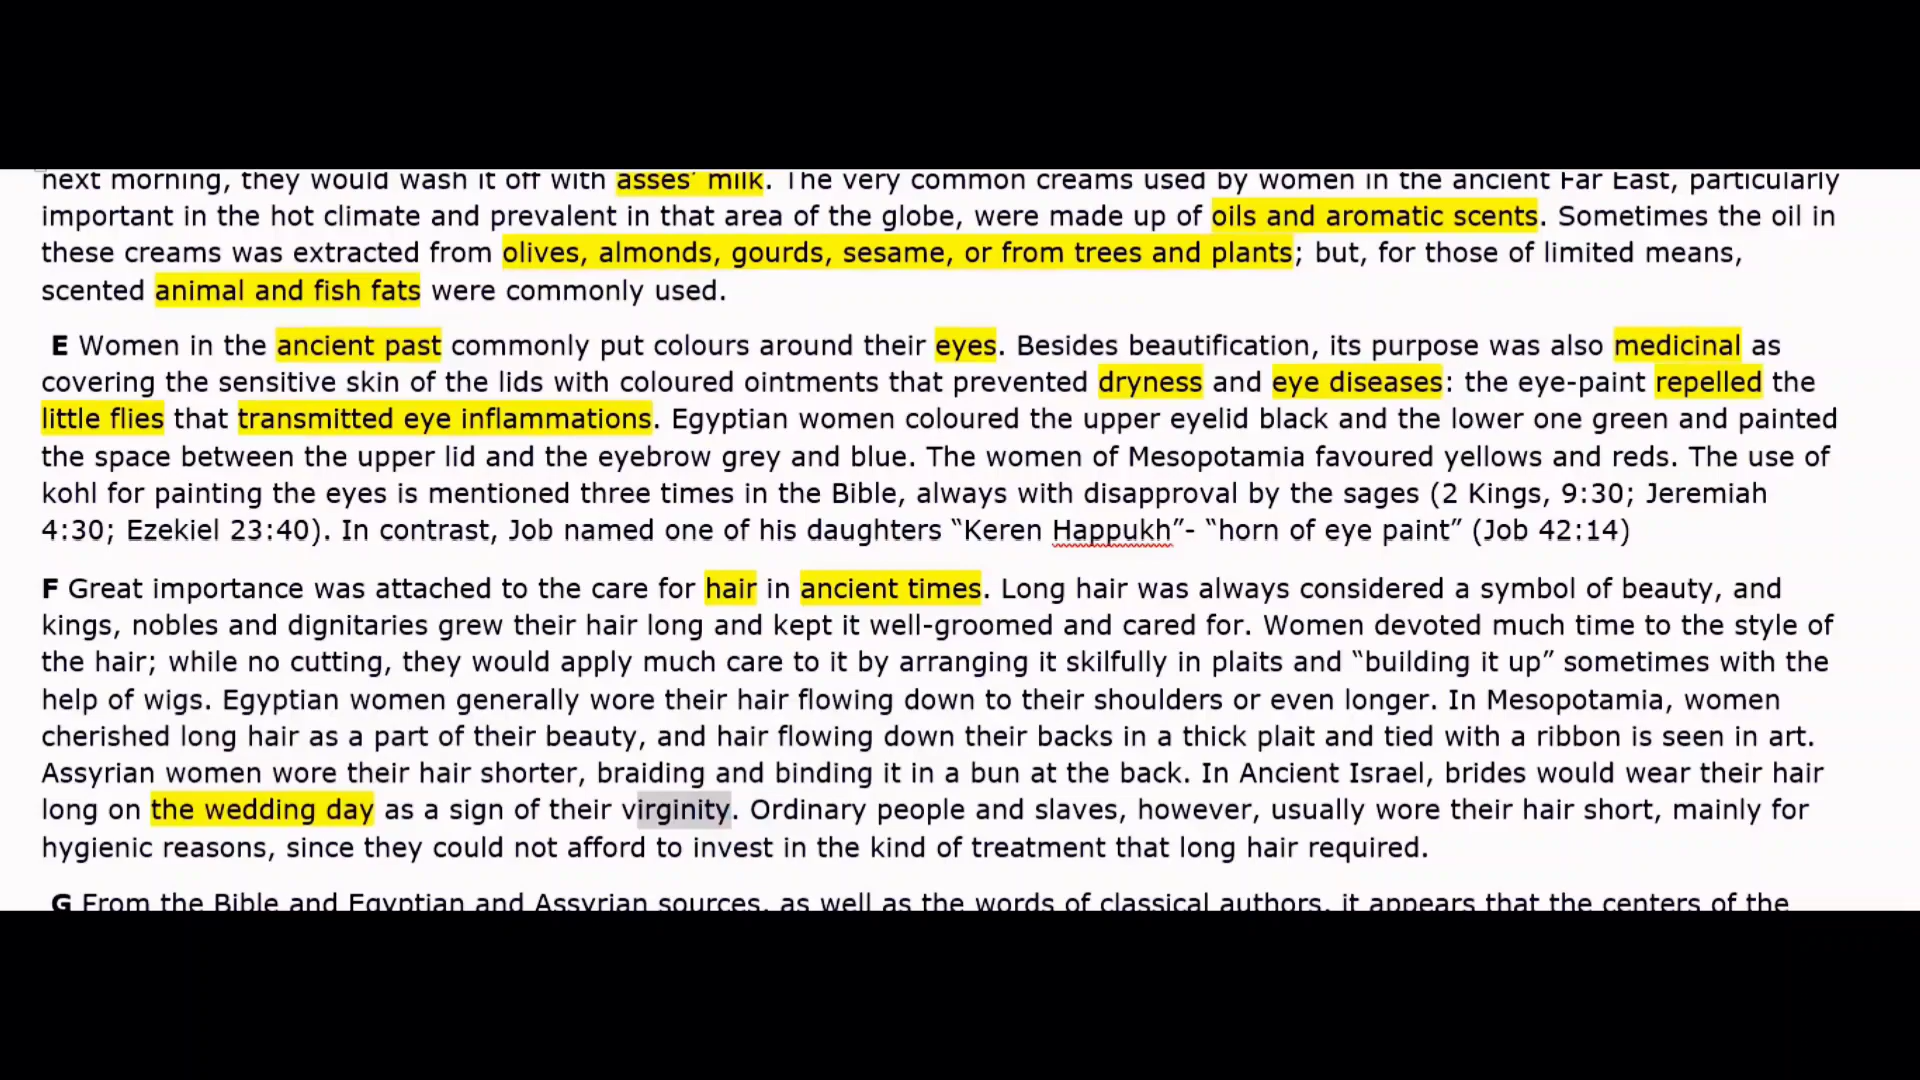 next morning, they would wash it off with asses’ milk. The very common creams used by women in the ancient Far East, particularly
important in the hot climate and prevalent in that area of the globe, were made up of oils and aromatic scents. Sometimes the oil in
these creams was extracted from olives, almonds, gourds, sesame, or from trees and plants; but, for those of limited means,
scented animal and fish fats were commonly used.
E Women in the ancient past commonly put colours around their eyes. Besides beautification, its purpose was also medicinal as
covering the sensitive skin of the lids with coloured ointments that prevented dryness and eye diseases: the eye-paint repelled the
little flies that transmitted eye inflammations. Egyptian women coloured the upper eyelid black and the lower one green and painted
the space between the upper lid and the eyebrow grey and blue. The women of Mesopotamia favoured yellows and reds. The use of
kohl for painting the eyes is mentioned three times in the Bible, always with disapproval by the sages (2 Kings, 9:30; Jeremiah
4:30; Ezekiel 23:40). In contrast, Job named one of his daughters “Keren Happukh”- “horn of eye paint” (Job 42:14)
F Great importance was attached to the care for hair in ancient times. Long hair was always considered a symbol of beauty, and
kings, nobles and dignitaries grew their hair long and kept it well-groomed and cared for. Women devoted much time to the style of
the hair; while no cutting, they would apply much care to it by arranging it skilfully in plaits and “building it up” sometimes with the
help of wigs. Egyptian women generally wore their hair flowing down to their shoulders or even longer. In Mesopotamia, women
cherished long hair as a part of their beauty, and hair flowing down their backs in a thick plait and tied with a ribbon is seen in art.
Assyrian women wore their hair shorter, braiding and binding it in a bun at the back. In Ancient Israel, brides would wear their hair
long on the wedding day as a sign of their virginity. Ordinary people and slaves, however, usually wore their hair short, mainly for
hygienic reasons, since they could not afford to invest in the kind of treatment that long hair required.
G From the Bible and Egyptian and Assyrian sources, as well as the words of classical authors, it appears that the centers of the